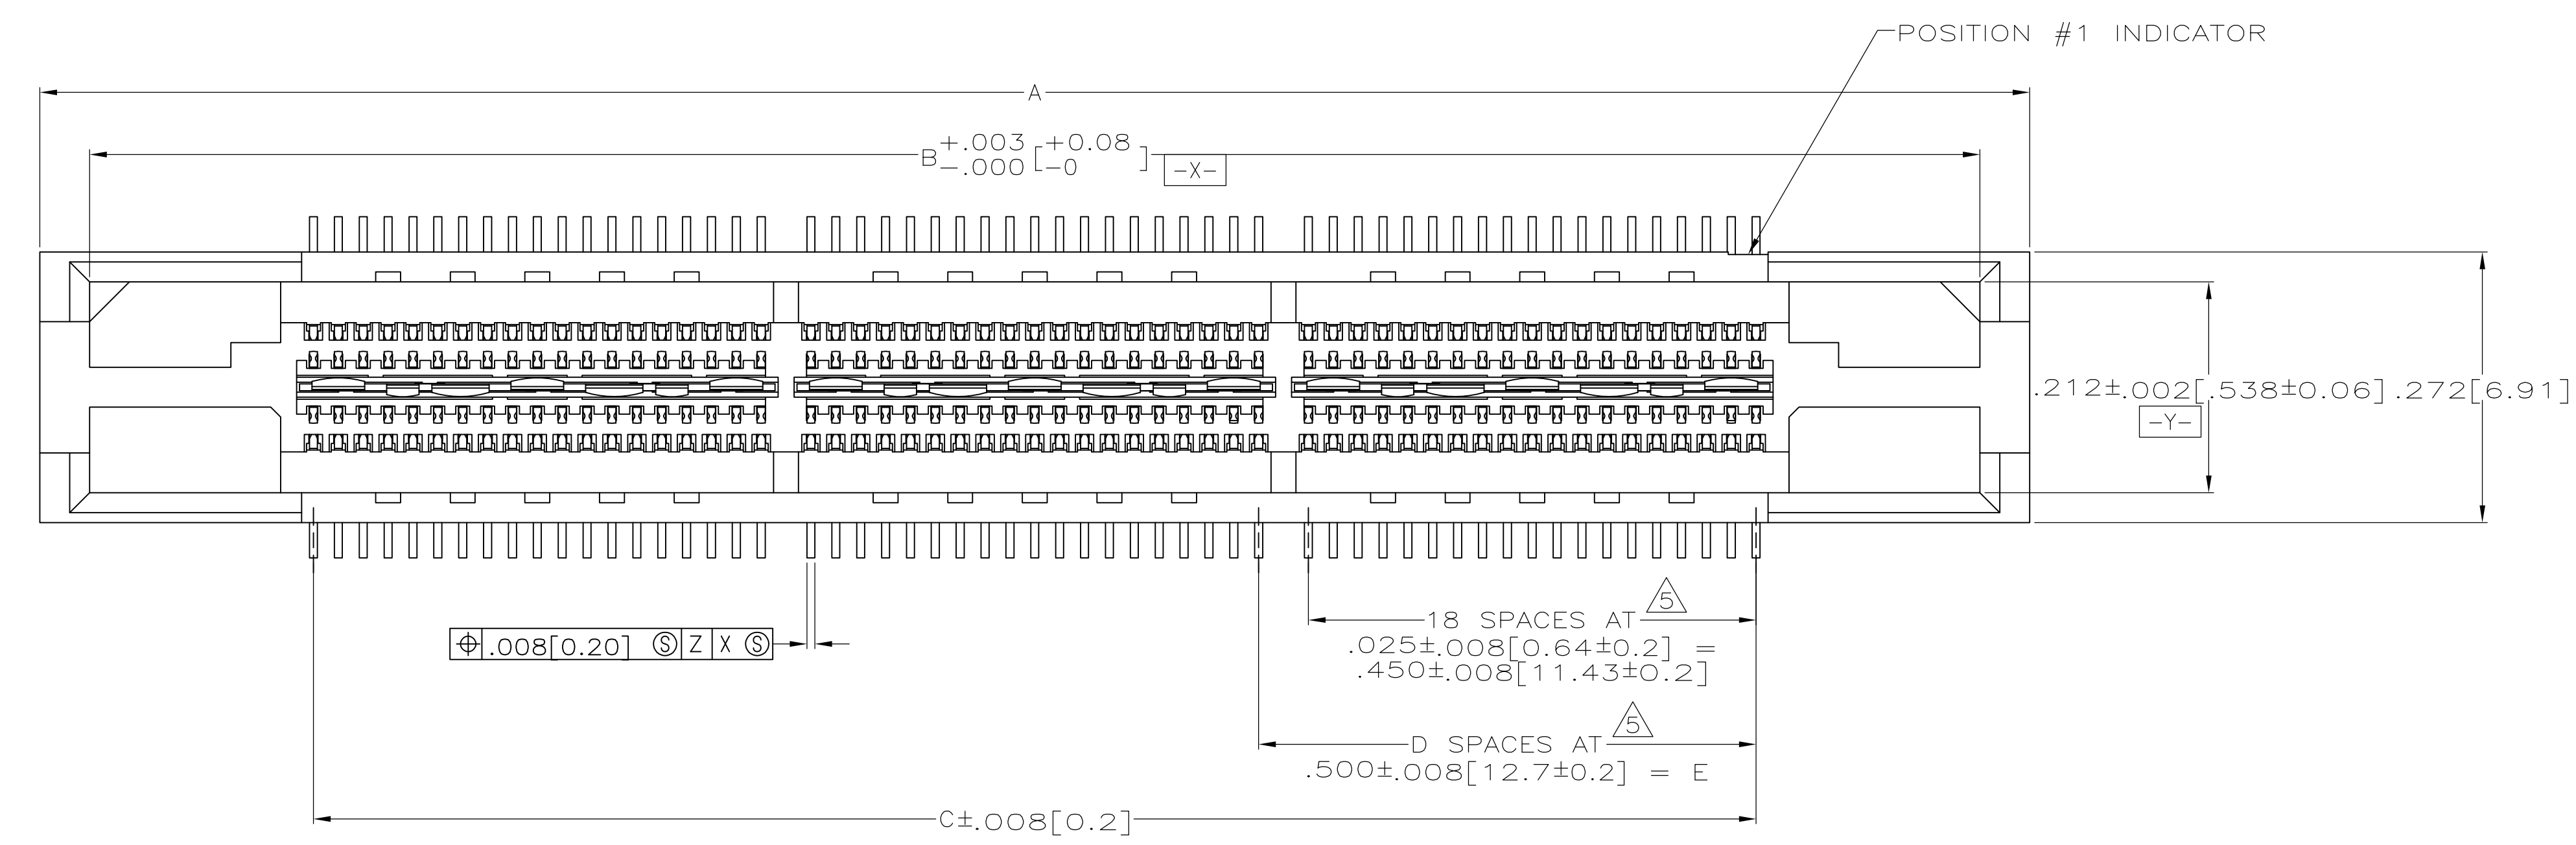 POSITION #1 INDICATOR
A
B +.003 [+0.08
-.000 [-0 ]
-X-
.212±.002[.538±0.06] .272[6.91]
-Y-
5
18 SPACES AT
⌖ .008[0.20] Ⓢ Z X Ⓢ
.025±.008[0.64±0.2] =
.450±.008[11.43±0.2]
5
D SPACES AT
.500±.008[12.7±0.2] = E
C±.008[0.2]